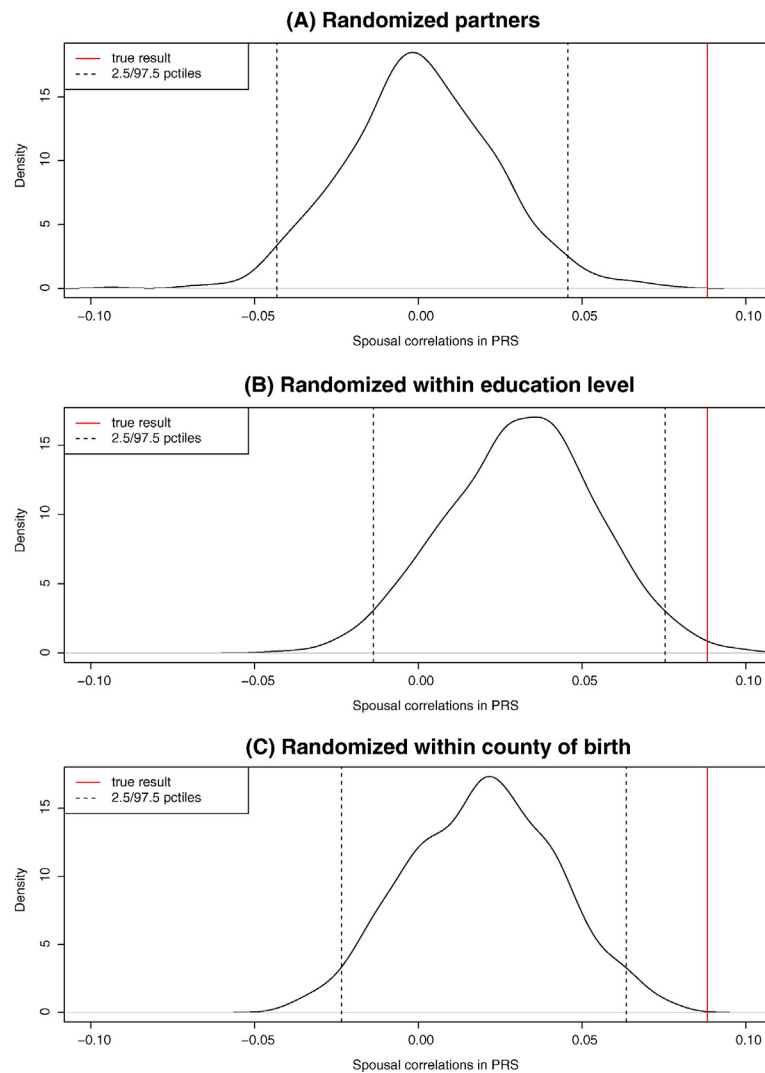 (A) Randomized partners
true result
2.5/97.5 pctiles
Density
15
10
5
0
−0.10 −0.05 0.00 0.05 0.10
Spousal correlations in PRS
(B) Randomized within education level
true result
2.5/97.5 pctiles
Density
15
10
5
0
−0.10 −0.05 0.00 0.05 0.10
Spousal correlations in PRS
(C) Randomized within county of birth
true result
2.5/97.5 pctiles
Density
15
10
5
0
−0.10 −0.05 0.00 0.05 0.10
Spousal correlations in PRS